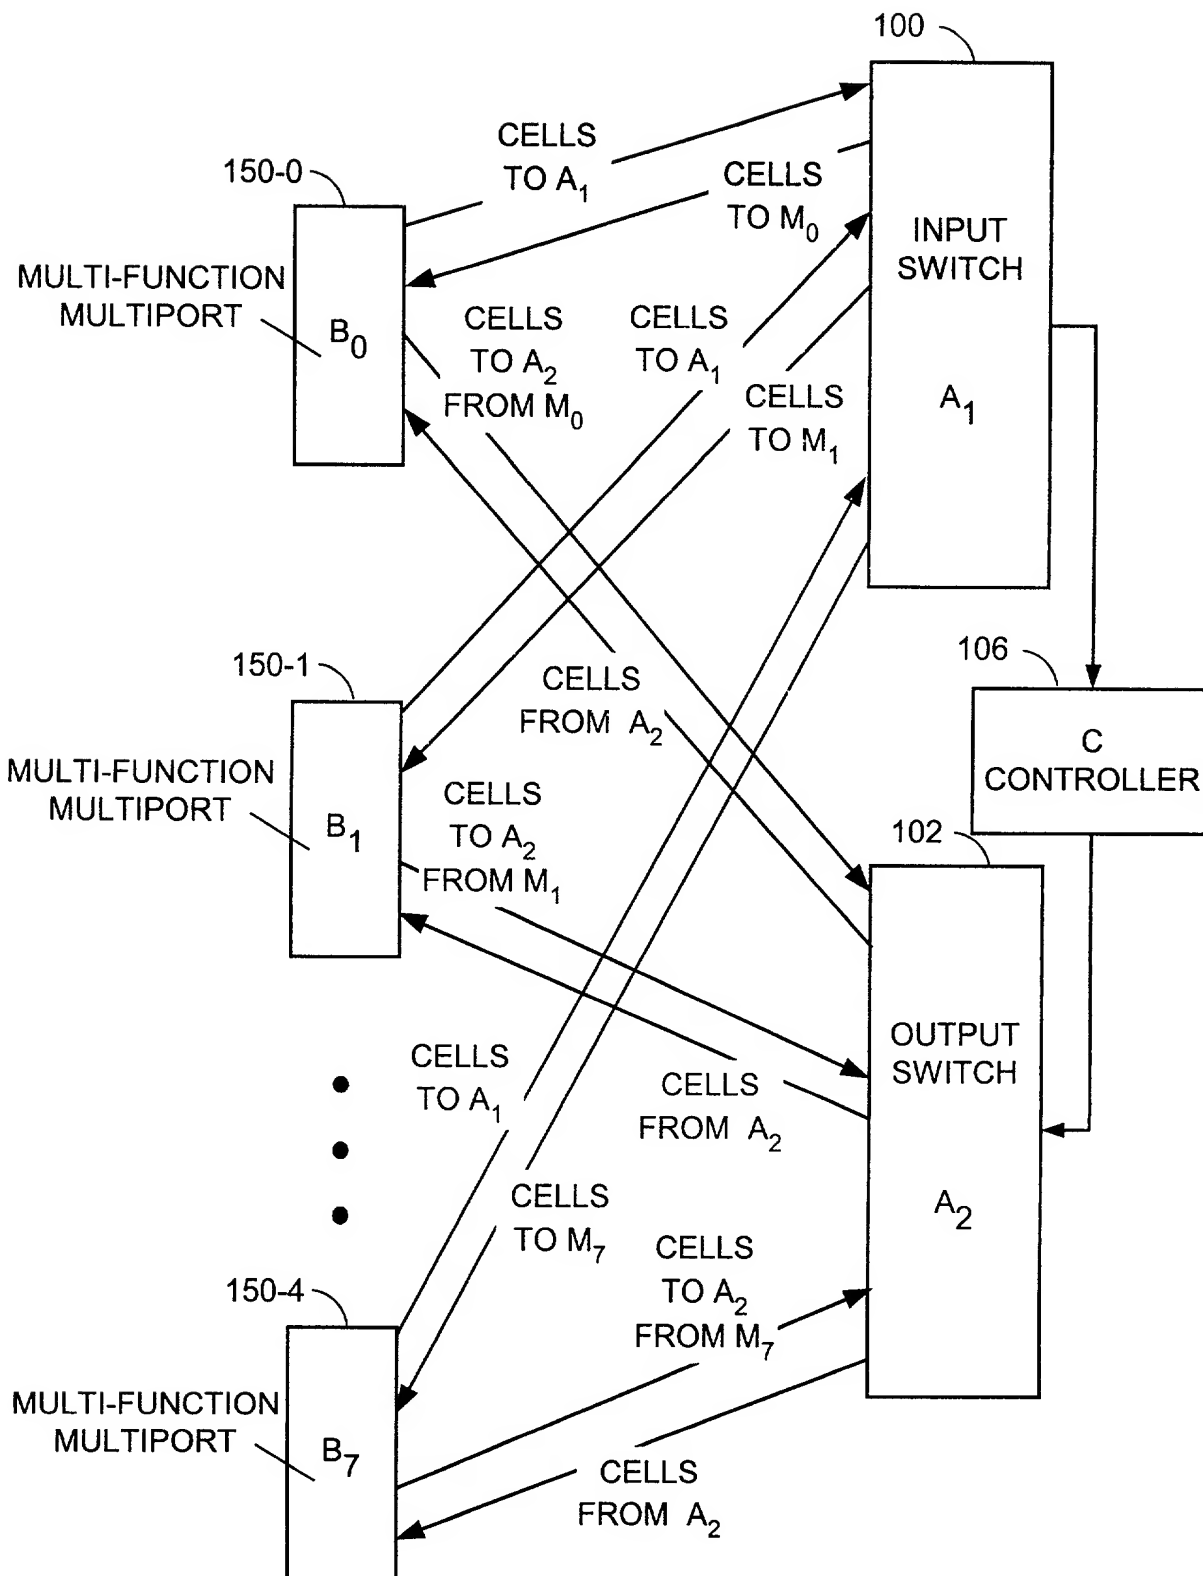 100
CELLS
TO A₁
150-0
CELLS
TO M₀
INPUT
SWITCH
A₁
MULTI-FUNCTION
MULTIPORT
B₀
CELLS
TO A₂
FROM M₀
CELLS
TO A₁
CELLS
TO M₁
150-1
CELLS
FROM A₂
106
C
CONTROLLER
MULTI-FUNCTION
MULTIPORT
B₁
CELLS
TO A₂
FROM M₁
102
OUTPUT
SWITCH
A₂
CELLS
TO A₁
CELLS
FROM A₂
CELLS
TO M₇
CELLS
TO A₂
FROM M₇
150-4
MULTI-FUNCTION
MULTIPORT
B₇
CELLS
FROM A₂